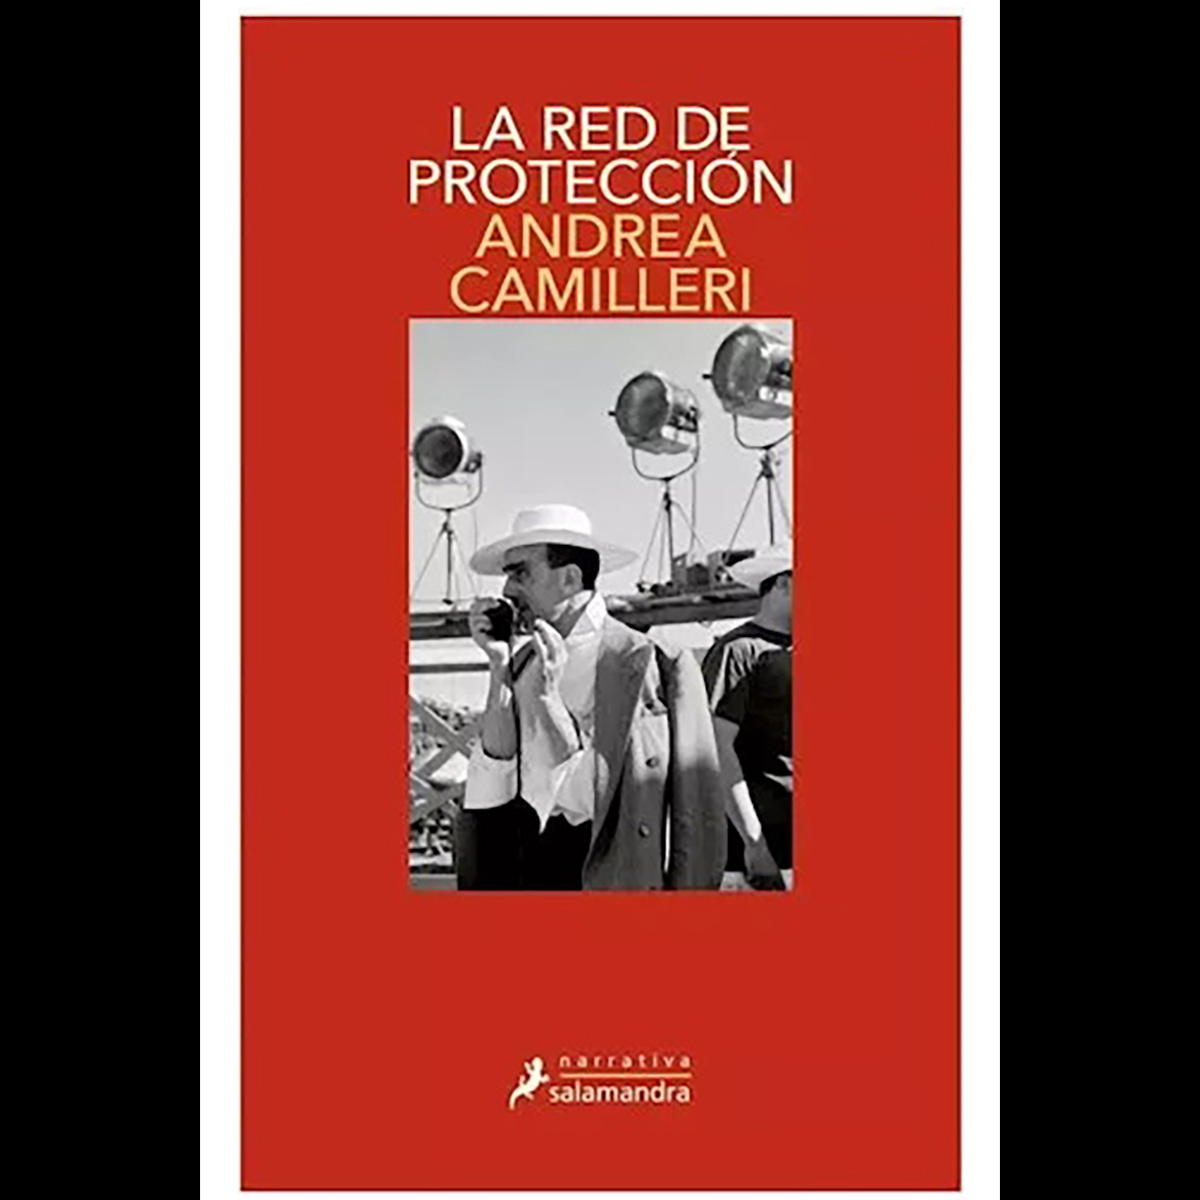 LA RED DE
PROTECCIÓN
ANDREA
CAMILLERI
narrativa
salamandra